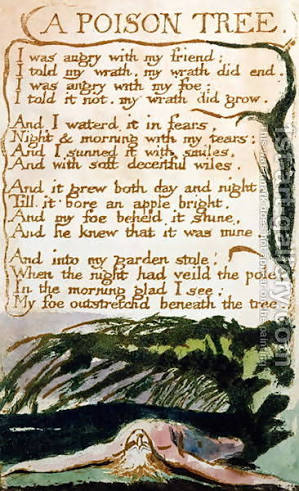 A POISON TREE.
I was angry with my friend:
I told my wrath, my wrath did end.
I was angry with my foe:
I told it not, my wrath did grow.
And I waterd it in fears,
Night & morning with my tears:
And I sunned it with smiles,
And with soft deceitful wiles.
And it grew both day and night,
Till it bore an apple bright.
And my foe beheld it shine,
And he knew that it was mine.
And into my garden stole,
When the night had veild the pole;
In the morning glad I see;
My foe outstretchd beneath the tree.